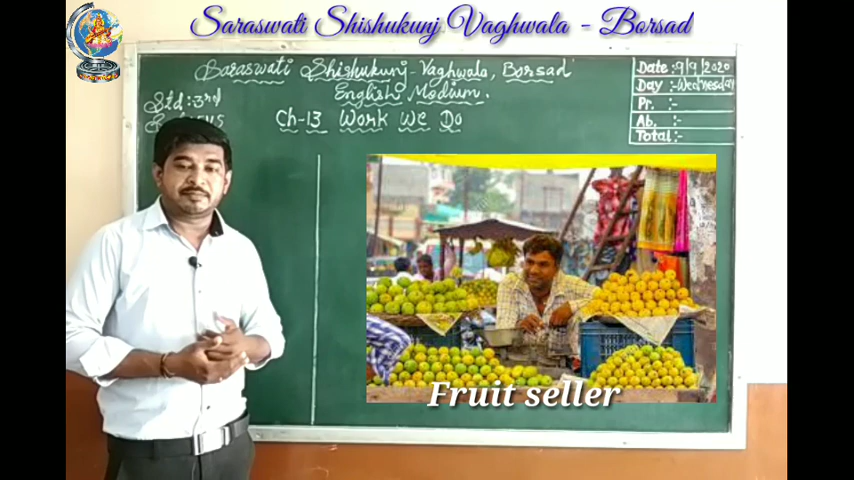 Saraswati Shishukunj Vaghwala - Borsad
Saraswati Shishukunj - Vaghwala, Borsad
English Medium.
Std : 3rd
Ch-13 Work We Do
Date :- 9/9/2020
Day :- Wednesday
Pr. :-
Ab. :-
Total :-
Fruit seller